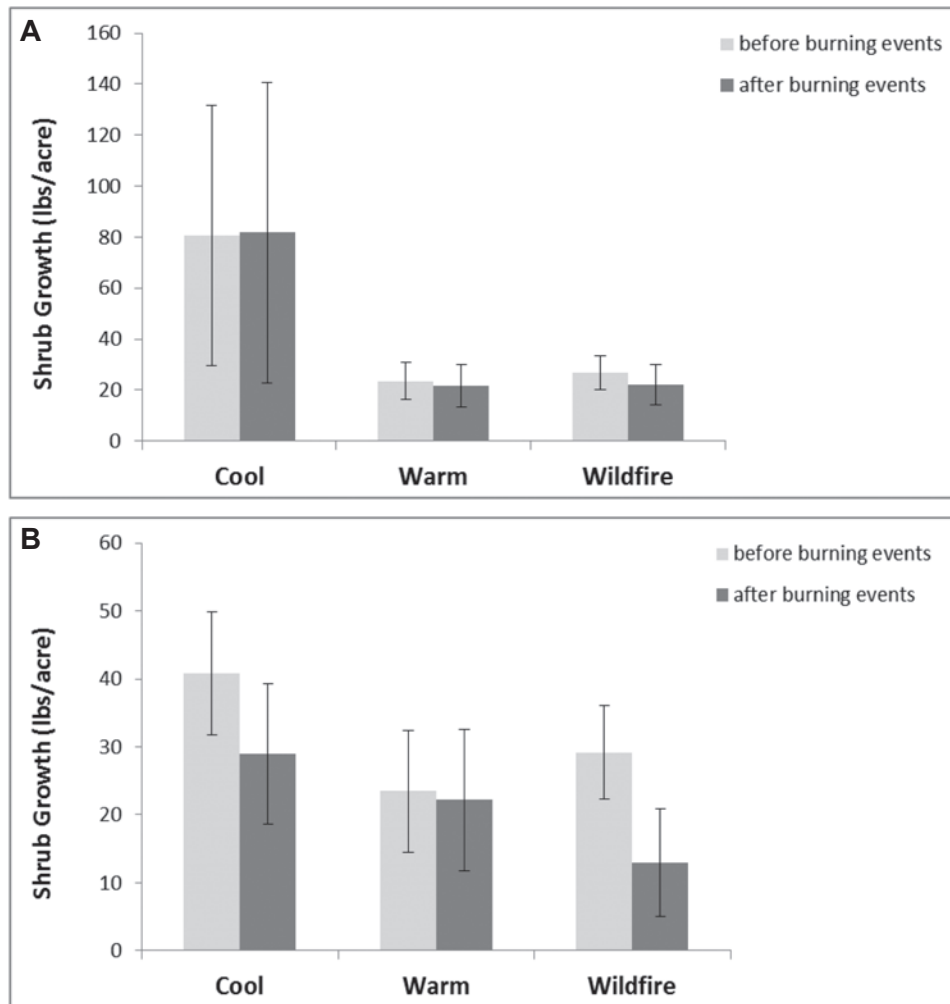 A
160
140
120
100
80
60
40
20
0
Shrub Growth (lbs/acre)
before burning events
after burning events
Cool Warm Wildfire
B
60
50
40
30
20
10
0
Shrub Growth (lbs/acre)
before burning events
after burning events
Cool Warm Wildfire